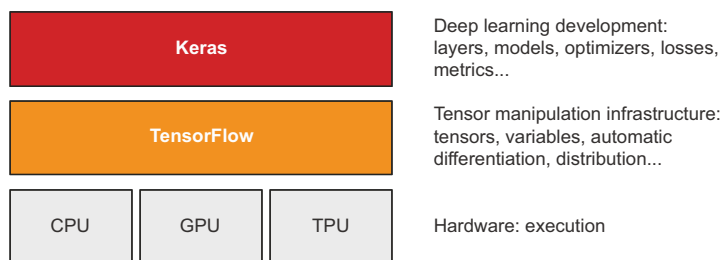 Keras
Deep learning development:
layers, models, optimizers, losses,
metrics...
TensorFlow
Tensor manipulation infrastructure:
tensors, variables, automatic
differentiation, distribution...
CPU
GPU
TPU
Hardware: execution